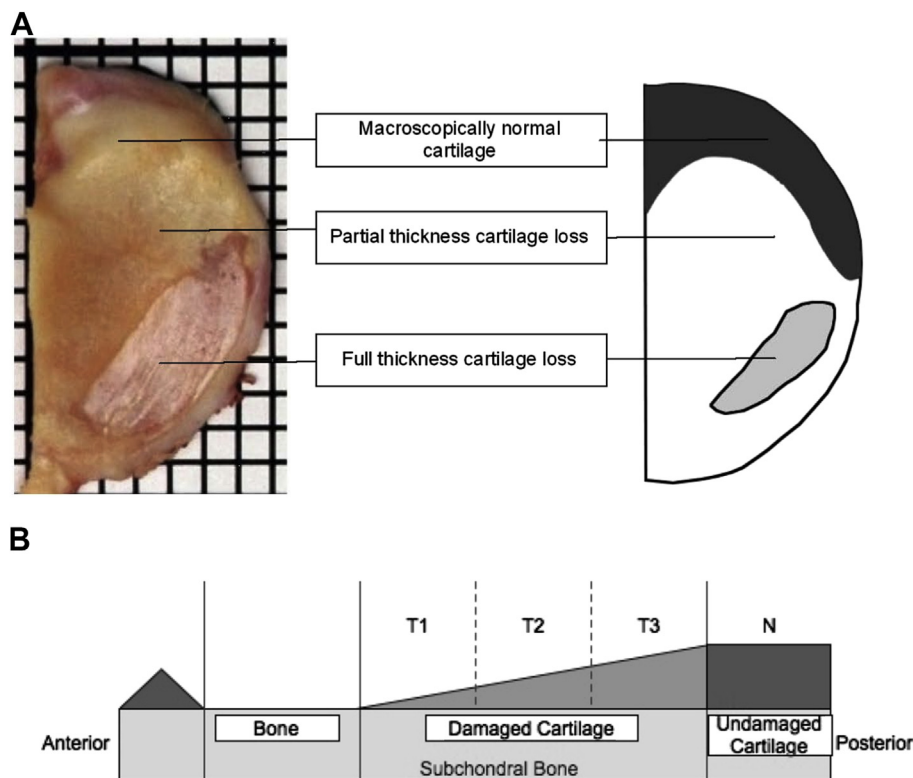 A
Macroscopically normal
cartilage
Partial thickness cartilage loss
Full thickness cartilage loss
B
T1 T2 T3 N
Anterior Bone Damaged Cartilage Undamaged
Cartilage Posterior
Subchondral Bone